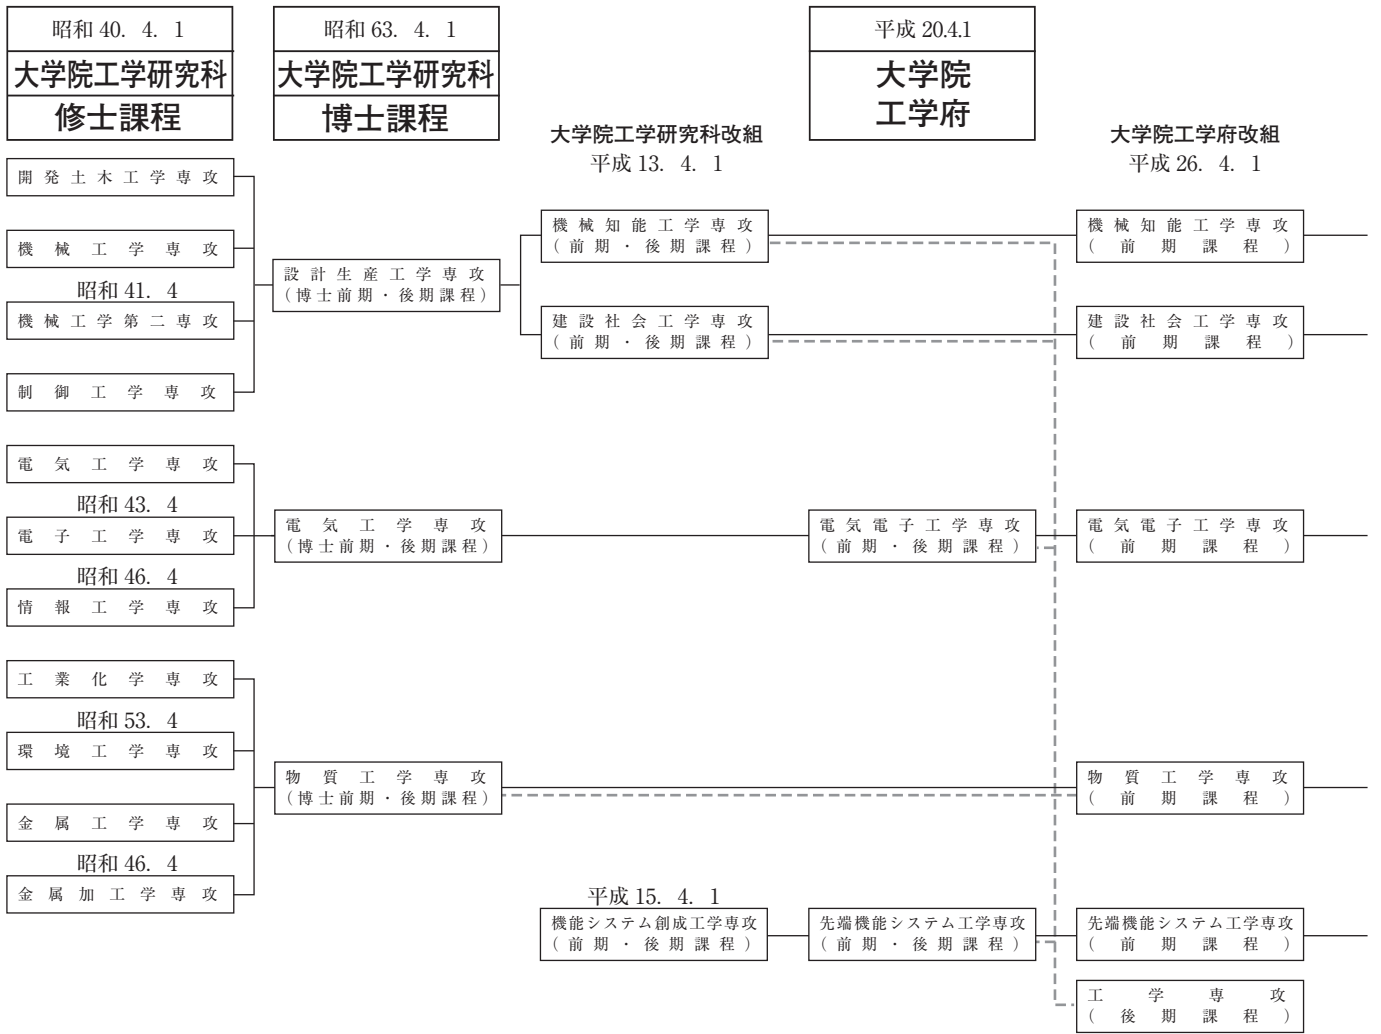 昭和 40. 4. 1
大学院工学研究科
修士課程
昭和 63. 4. 1
大学院工学研究科
博士課程
平成 20.4.1
大学院
工学府
大学院工学研究科改組
平成 13. 4. 1
大学院工学府改組
平成 26. 4. 1
開発土木工学専攻
機械工学専攻
昭和 41. 4
機械工学第二専攻
制御工学専攻
設計生産工学専攻
(博士前期・後期課程)
機械知能工学専攻
(前期・後期課程)
建設社会工学専攻
(前期・後期課程)
機械知能工学専攻
(前期課程)
建設社会工学専攻
(前期課程)
電気工学専攻
昭和 43. 4
電子工学専攻
昭和 46. 4
情報工学専攻
電気工学専攻
(博士前期・後期課程)
電気電子工学専攻
(前期・後期課程)
電気電子工学専攻
(前期課程)
工業化学専攻
昭和 53. 4
環境工学専攻
金属工学専攻
昭和 46. 4
金属加工学専攻
物質工学専攻
(博士前期・後期課程)
物質工学専攻
(前期課程)
平成 15. 4. 1
機能システム創成工学専攻
(前期・後期課程)
先端機能システム工学専攻
(前期・後期課程)
先端機能システム工学専攻
(前期課程)
工学専攻
(後期課程)